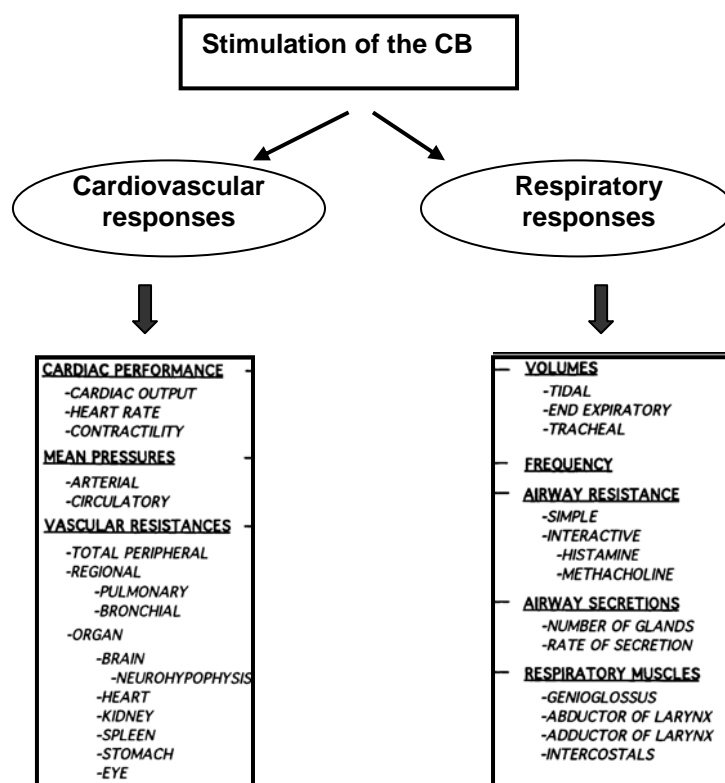 Stimulation of the CB
Cardiovascular
responses
Respiratory
responses
CARDIAC PERFORMANCE
-CARDIAC OUTPUT
-HEART RATE
-CONTRACTILITY
MEAN PRESSURES
-ARTERIAL
-CIRCULATORY
VASCULAR RESISTANCES
-TOTAL PERIPHERAL
-REGIONAL
-PULMONARY
-BRONCHIAL
-ORGAN
-BRAIN
-NEUROHYPOPHYSIS
-HEART
-KIDNEY
-SPLEEN
-STOMACH
-EYE
VOLUMES
-TIDAL
-END EXPIRATORY
-TRACHEAL
FREQUENCY
AIRWAY RESISTANCE
-SIMPLE
-INTERACTIVE
-HISTAMINE
-METHACHOLINE
AIRWAY SECRETIONS
-NUMBER OF GLANDS
-RATE OF SECRETION
RESPIRATORY MUSCLES
-GENIOGLOSSUS
-ABDUCTOR OF LARYNX
-ADDUCTOR OF LARYNX
-INTERCOSTALS